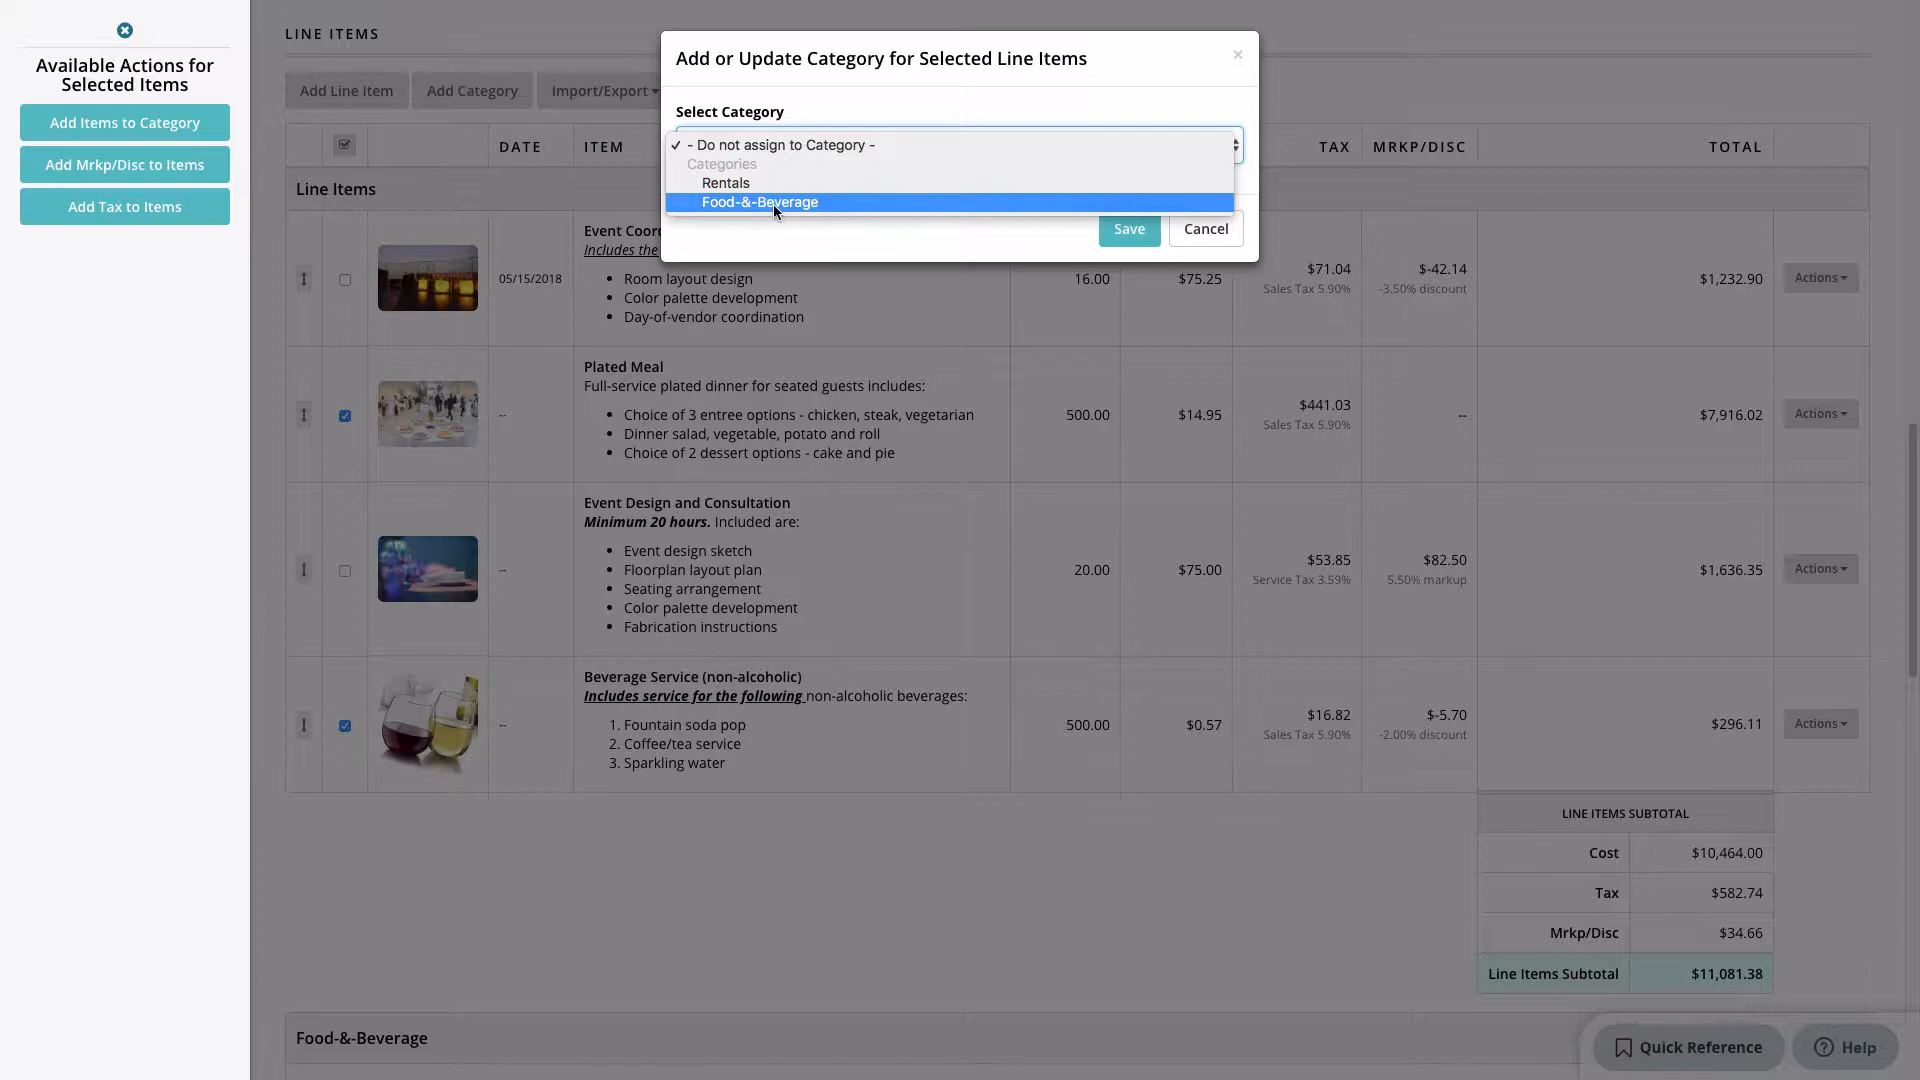 Available Actions for
Selected Items
Add Items to Category
Add Mrkp/Disc to Items
Add Tax to Items
LINE ITEMS
Add Line Item
Add Category
Import/Export
Add or Update Category for Selected Line Items
×
Select Category
✓ - Do not assign to Category -
Categories
Rentals
Food-&-Beverage
Save
Cancel
DATE
ITEM
TAX
MRKP/DISC
TOTAL
Line Items
Event Coor
Includes the
• Room layout design
• Color palette development
• Day-of-vendor coordination
05/15/2018
16.00
$75.25
$71.04
Sales Tax 5.90%
$-42.14
-3.50% discount
$1,232.90
Actions
Plated Meal
Full-service plated dinner for seated guests includes:
• Choice of 3 entree options - chicken, steak, vegetarian
• Dinner salad, vegetable, potato and roll
• Choice of 2 dessert options - cake and pie
--
500.00
$14.95
$441.03
Sales Tax 5.90%
--
$7,916.02
Actions
Event Design and Consultation
Minimum 20 hours. Included are:
• Event design sketch
• Floorplan layout plan
• Seating arrangement
• Color palette development
• Fabrication instructions
--
20.00
$75.00
$53.85
Service Tax 3.59%
$82.50
5.50% markup
$1,636.35
Actions
Beverage Service (non-alcoholic)
Includes service for the following non-alcoholic beverages:
1. Fountain soda pop
2. Coffee/tea service
3. Sparkling water
--
500.00
$0.57
$16.82
Sales Tax 5.90%
$-5.70
-2.00% discount
$296.11
Actions
LINE ITEMS SUBTOTAL
Cost $10,464.00
Tax $582.74
Mrkp/Disc $34.66
Line Items Subtotal $11,081.38
Food-&-Beverage
Quick Reference
Help